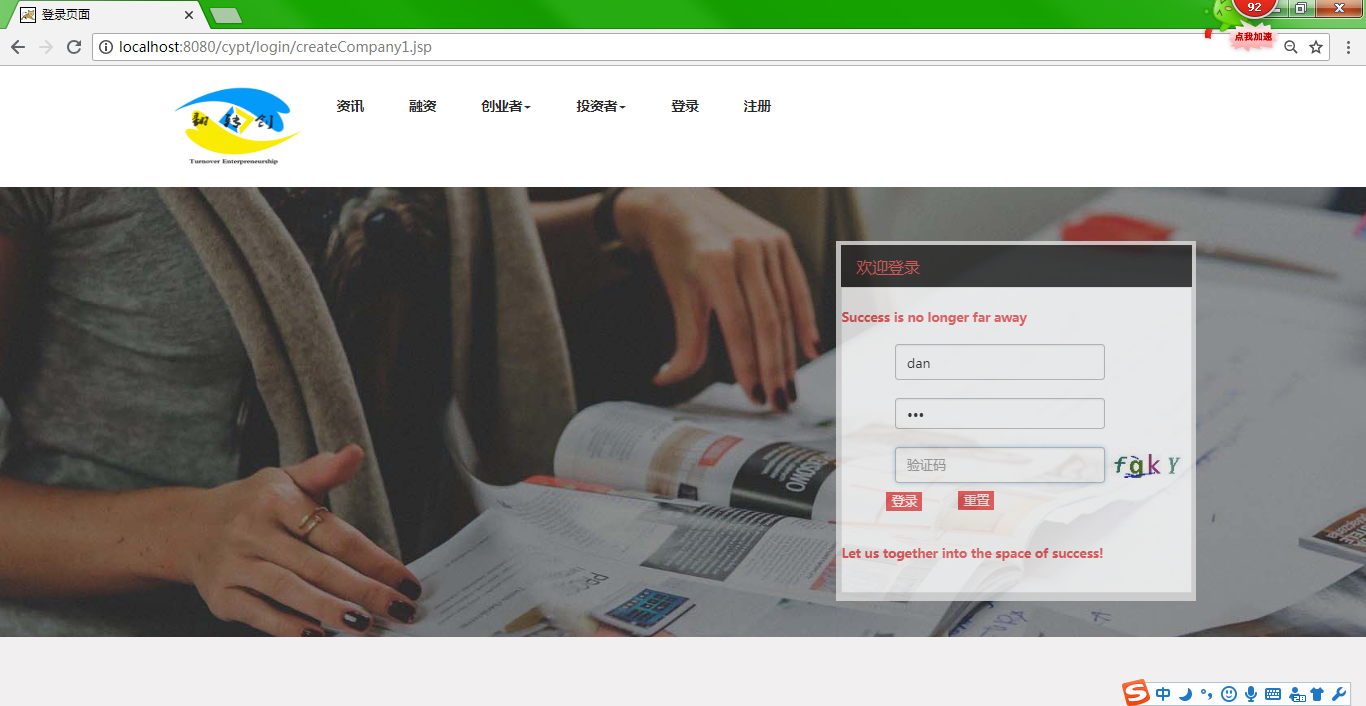 登录页面
92
点我加速
localhost:8080/cypt/login/createCompany1.jsp
翻转创
Turnover Enterpreneurship
资讯 融资 创业者 投资者 登录 注册
欢迎登录
Success is no longer far away
dan
•••
验证码
fgkY
登录 重置
Let us together into the space of success!
中